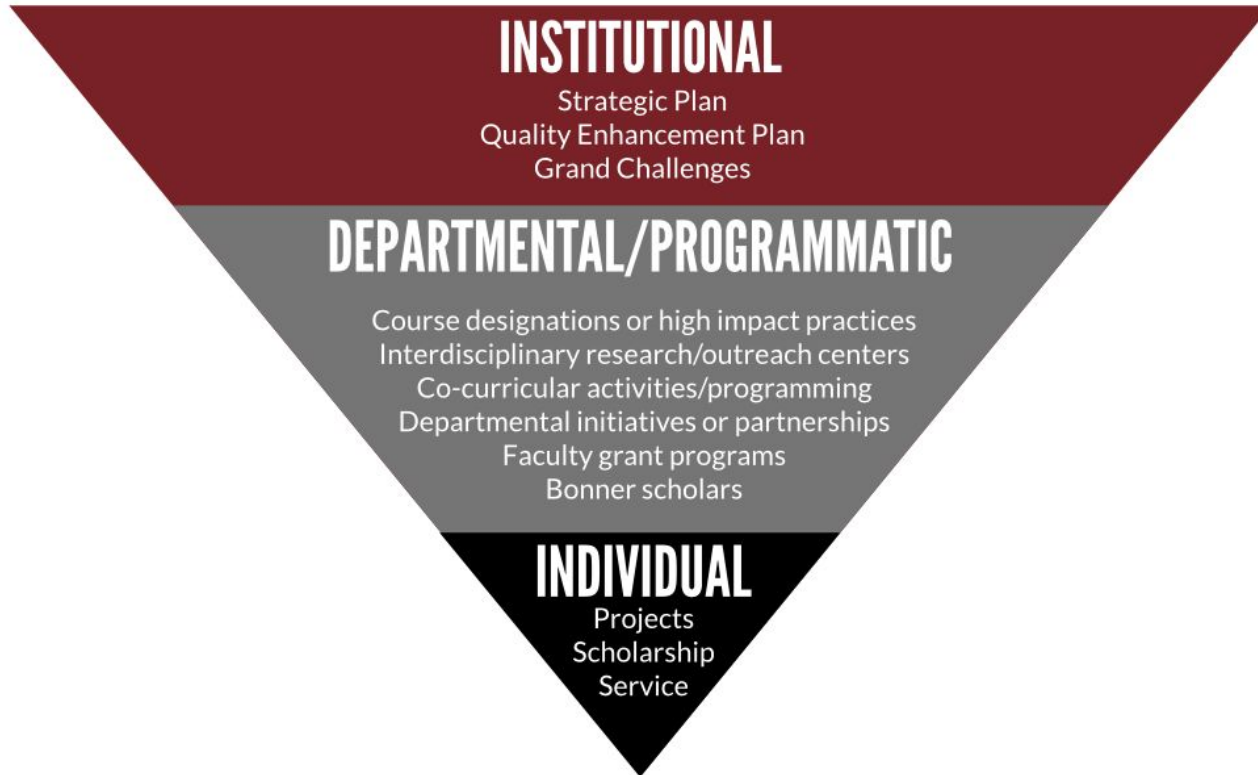 INSTITUTIONAL
Strategic Plan
Quality Enhancement Plan
Grand Challenges
DEPARTMENTAL/PROGRAMMATIC
Course designations or high impact practices
Interdisciplinary research/outreach centers
Co-curricular activities/programming
Departmental initiatives or partnerships
Faculty grant programs
Bonner scholars
INDIVIDUAL
Projects
Scholarship
Service